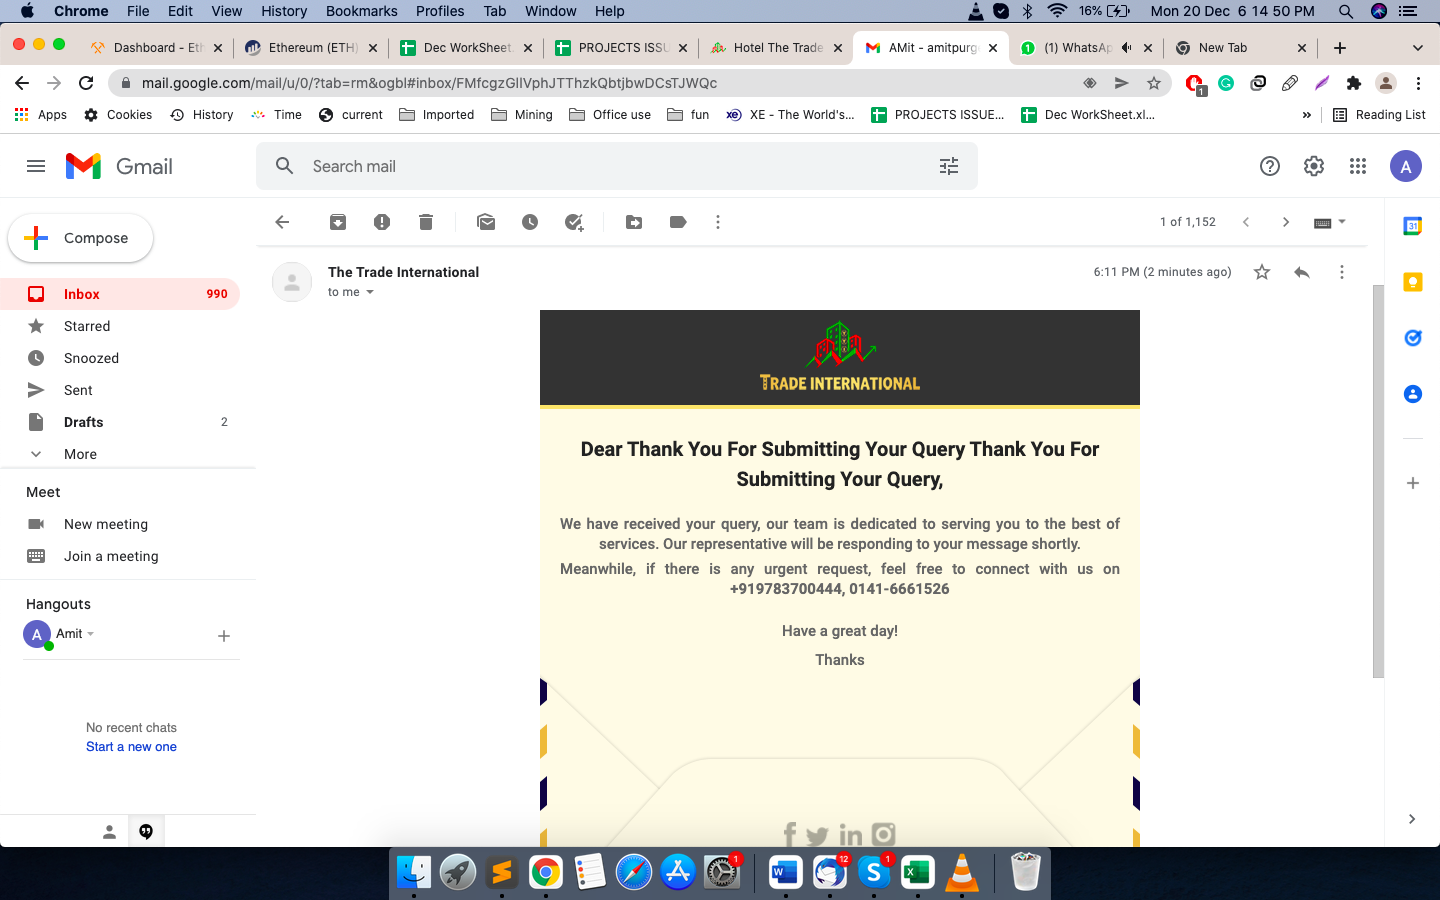 Chrome File Edit View History Bookmarks Profiles Tab Window Help 16% Mon 20 Dec 6 14 50 PM
Dashboard - Eth Ethereum (ETH) Dec WorkSheet. PROJECTS ISSU Hotel The Trade AMit - amitpurg (1) WhatsAp New Tab
mail.google.com/mail/u/0/?tab=rm&ogbl#inbox/FMfcgzGllVphJTThzkQbtjbwDCsTJWQc
1
Apps Cookies History Time current Imported Mining Office use fun XE - The World's... PROJECTS ISSUE... Dec WorkSheet.xl... » Reading List
Gmail
Search mail
A
Compose
1 of 1,152
31
Inbox 990
Starred
Snoozed
Sent
Drafts 2
More
Meet
New meeting
Join a meeting
Hangouts
A Amit
No recent chats
Start a new one
The Trade International
to me
6:11 PM (2 minutes ago)
TRADE INTERNATIONAL
Dear Thank You For Submitting Your Query Thank You For
Submitting Your Query,
We have received your query, our team is dedicated to serving you to the best of
services. Our representative will be responding to your message shortly.
Meanwhile, if there is any urgent request, feel free to connect with us on
+919783700444, 0141-6661526
Have a great day!
Thanks
1 12 1